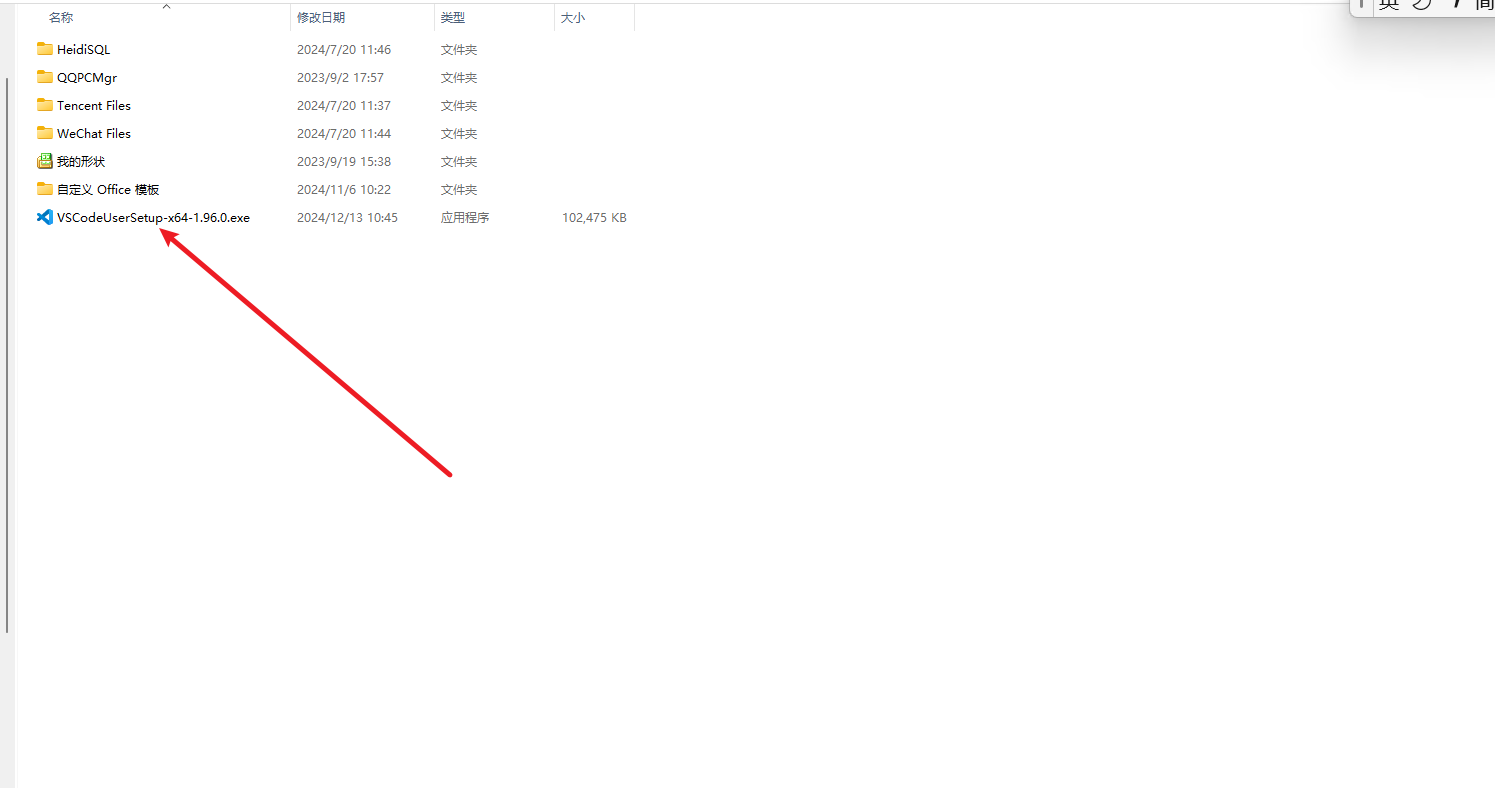 英 简
名称 修改日期 类型 大小
HeidiSQL 2024/7/20 11:46 文件夹
QQPCMgr 2023/9/2 17:57 文件夹
Tencent Files 2024/7/20 11:37 文件夹
WeChat Files 2024/7/20 11:44 文件夹
我的形状 2023/9/19 15:38 文件夹
自定义 Office 模板 2024/11/6 10:22 文件夹
VSCodeUserSetup-x64-1.96.0.exe 2024/12/13 10:45 应用程序 102,475 KB